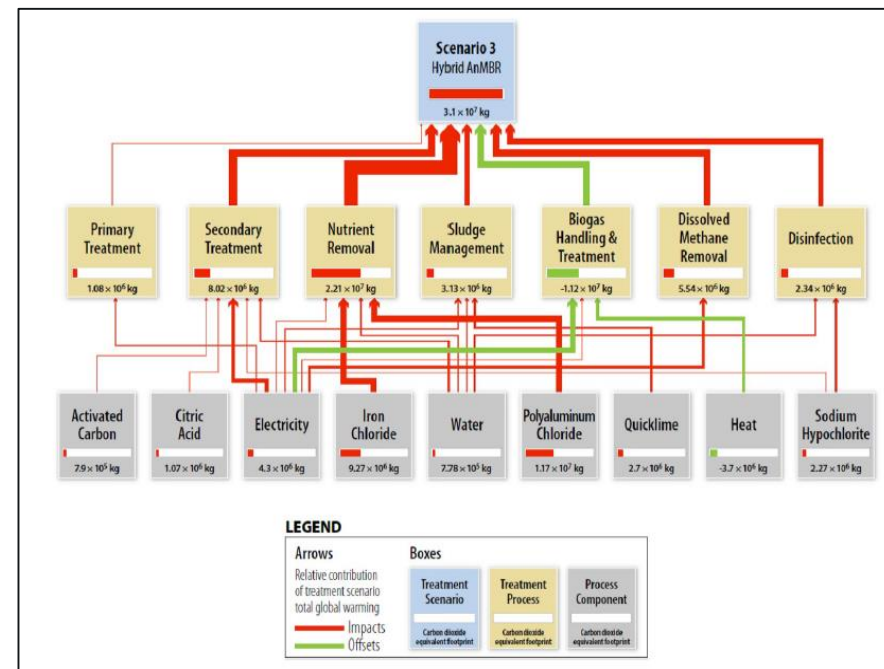 Scenario 3
Hybrid AnMBR
3.1 × 10⁷ kg
Primary
Treatment
1.08 × 10⁶ kg
Secondary
Treatment
8.02 × 10⁶ kg
Nutrient
Removal
2.21 × 10⁷ kg
Sludge
Management
3.13 × 10⁶ kg
Biogas
Handling &
Treatment
-1.12 × 10⁷ kg
Dissolved
Methane
Removal
5.54 × 10⁶ kg
Disinfection
2.34 × 10⁶ kg
Activated
Carbon
7.9 × 10⁵ kg
Citric
Acid
1.07 × 10⁶ kg
Electricity
4.3 × 10⁶ kg
Iron
Chloride
9.27 × 10⁶ kg
Water
7.78 × 10⁵ kg
Polyaluminum
Chloride
1.17 × 10⁷ kg
Quicklime
2.7 × 10⁶ kg
Heat
-3.7 × 10⁶ kg
Sodium
Hypochlorite
2.27 × 10⁶ kg
LEGEND
Arrows
Relative contribution
of treatment scenario
total global warming
Impacts
Offsets
Boxes
Treatment
Scenario
Carbon dioxide
equivalent footprint
Treatment
Process
Carbon dioxide
equivalent footprint
Process
Component
Carbon dioxide
equivalent footprint